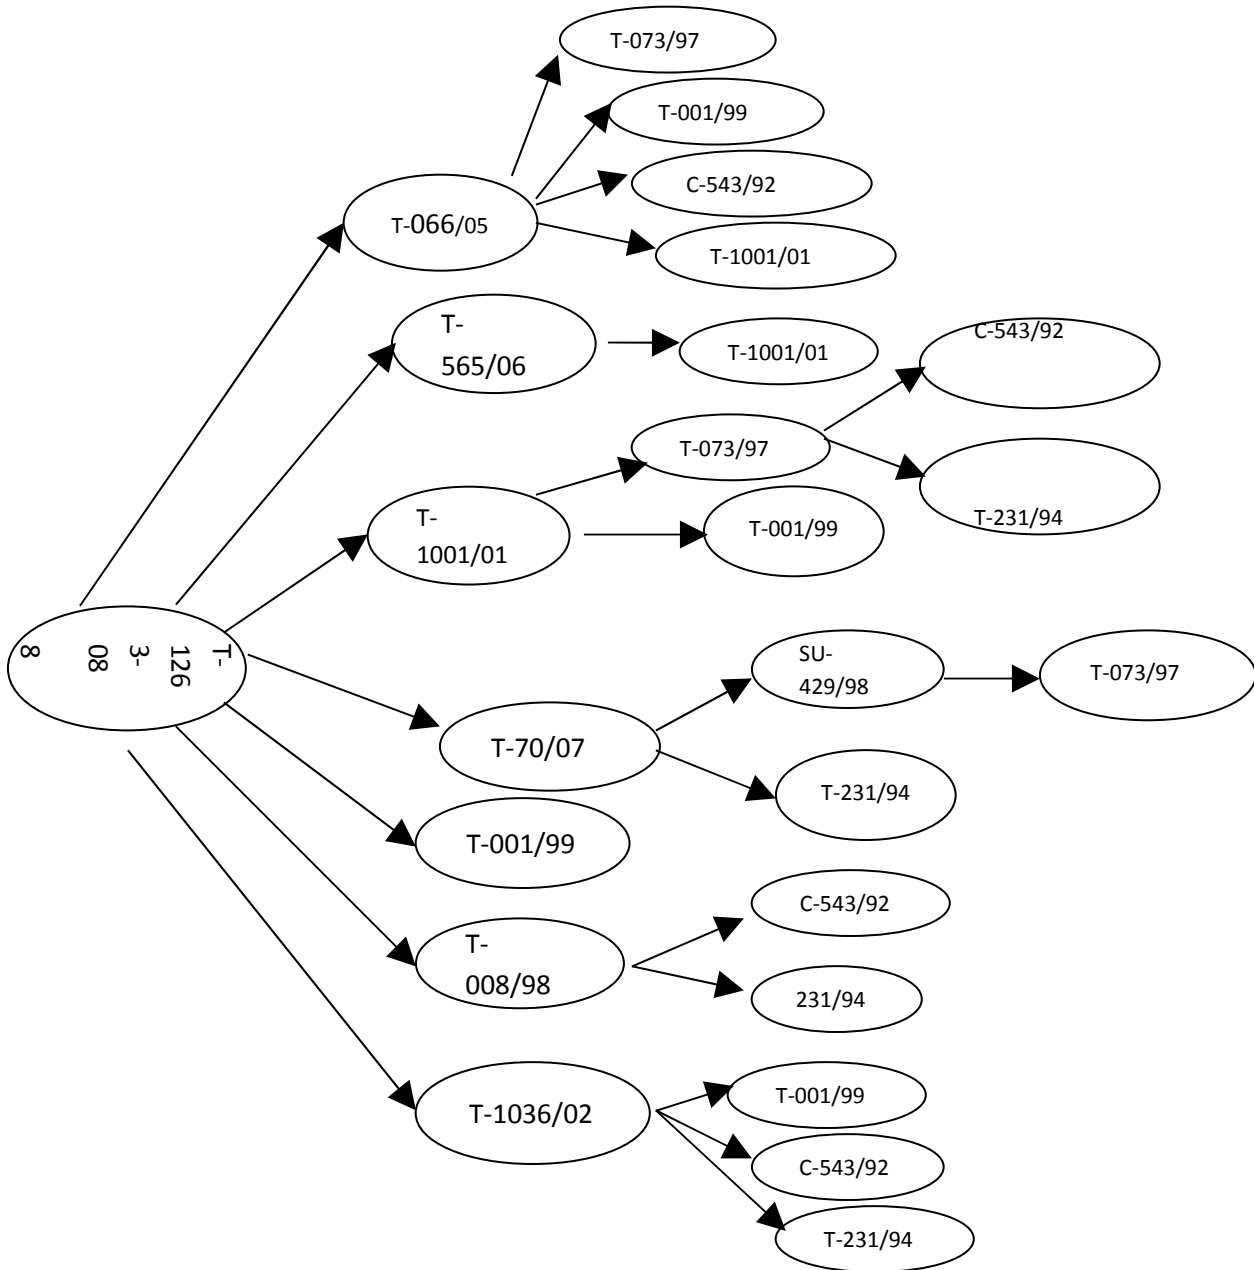 T-073/97
T-001/99
C-543/92
T-066/05
T-1001/01
T-
565/06
T-1001/01
C-543/92
T-073/97
T-231/94
T-
1001/01
T-001/99
T-
126
3-
08
8
SU-
429/98
T-073/97
T-70/07
T-231/94
T-001/99
C-543/92
T-
008/98
231/94
T-1036/02
T-001/99
C-543/92
T-231/94